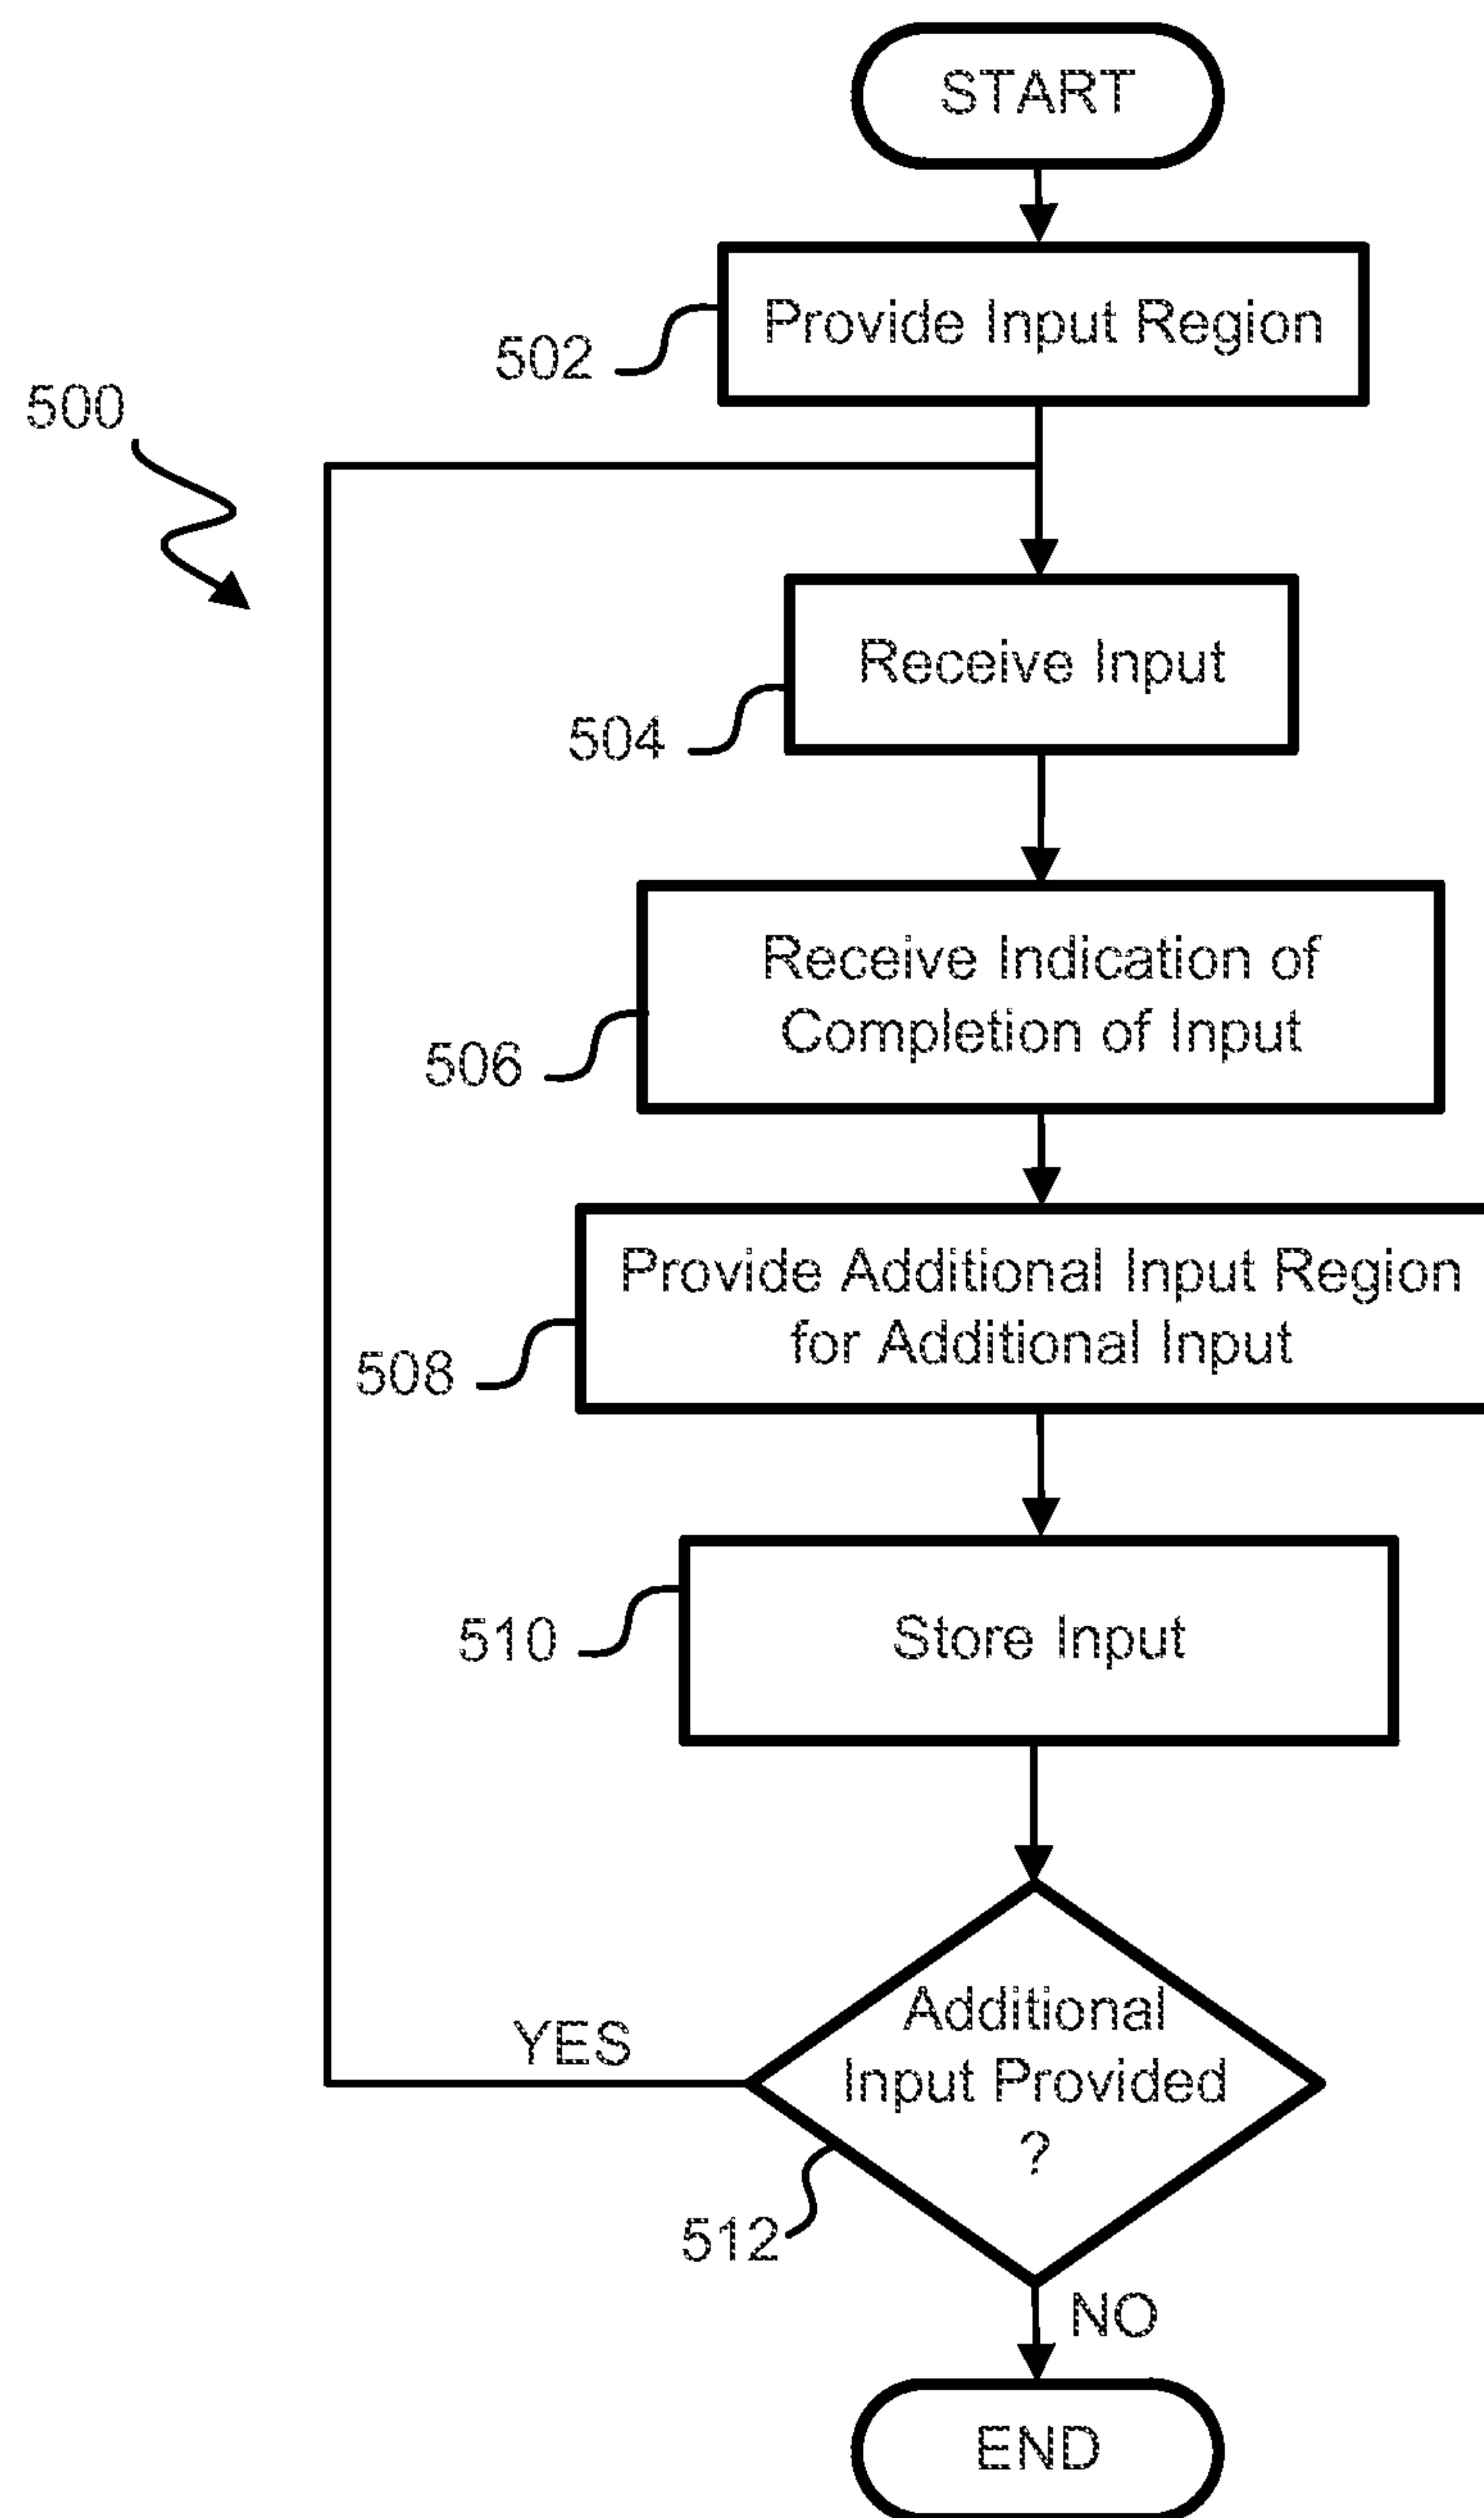 START
Provide Input Region
502
500
Receive Input
504
Receive Indication of
Completion of Input
506
Provide Additional Input Region
for Additional Input
508
Store Input
510
Additional
Input Provided
?
YES
512
NO
END